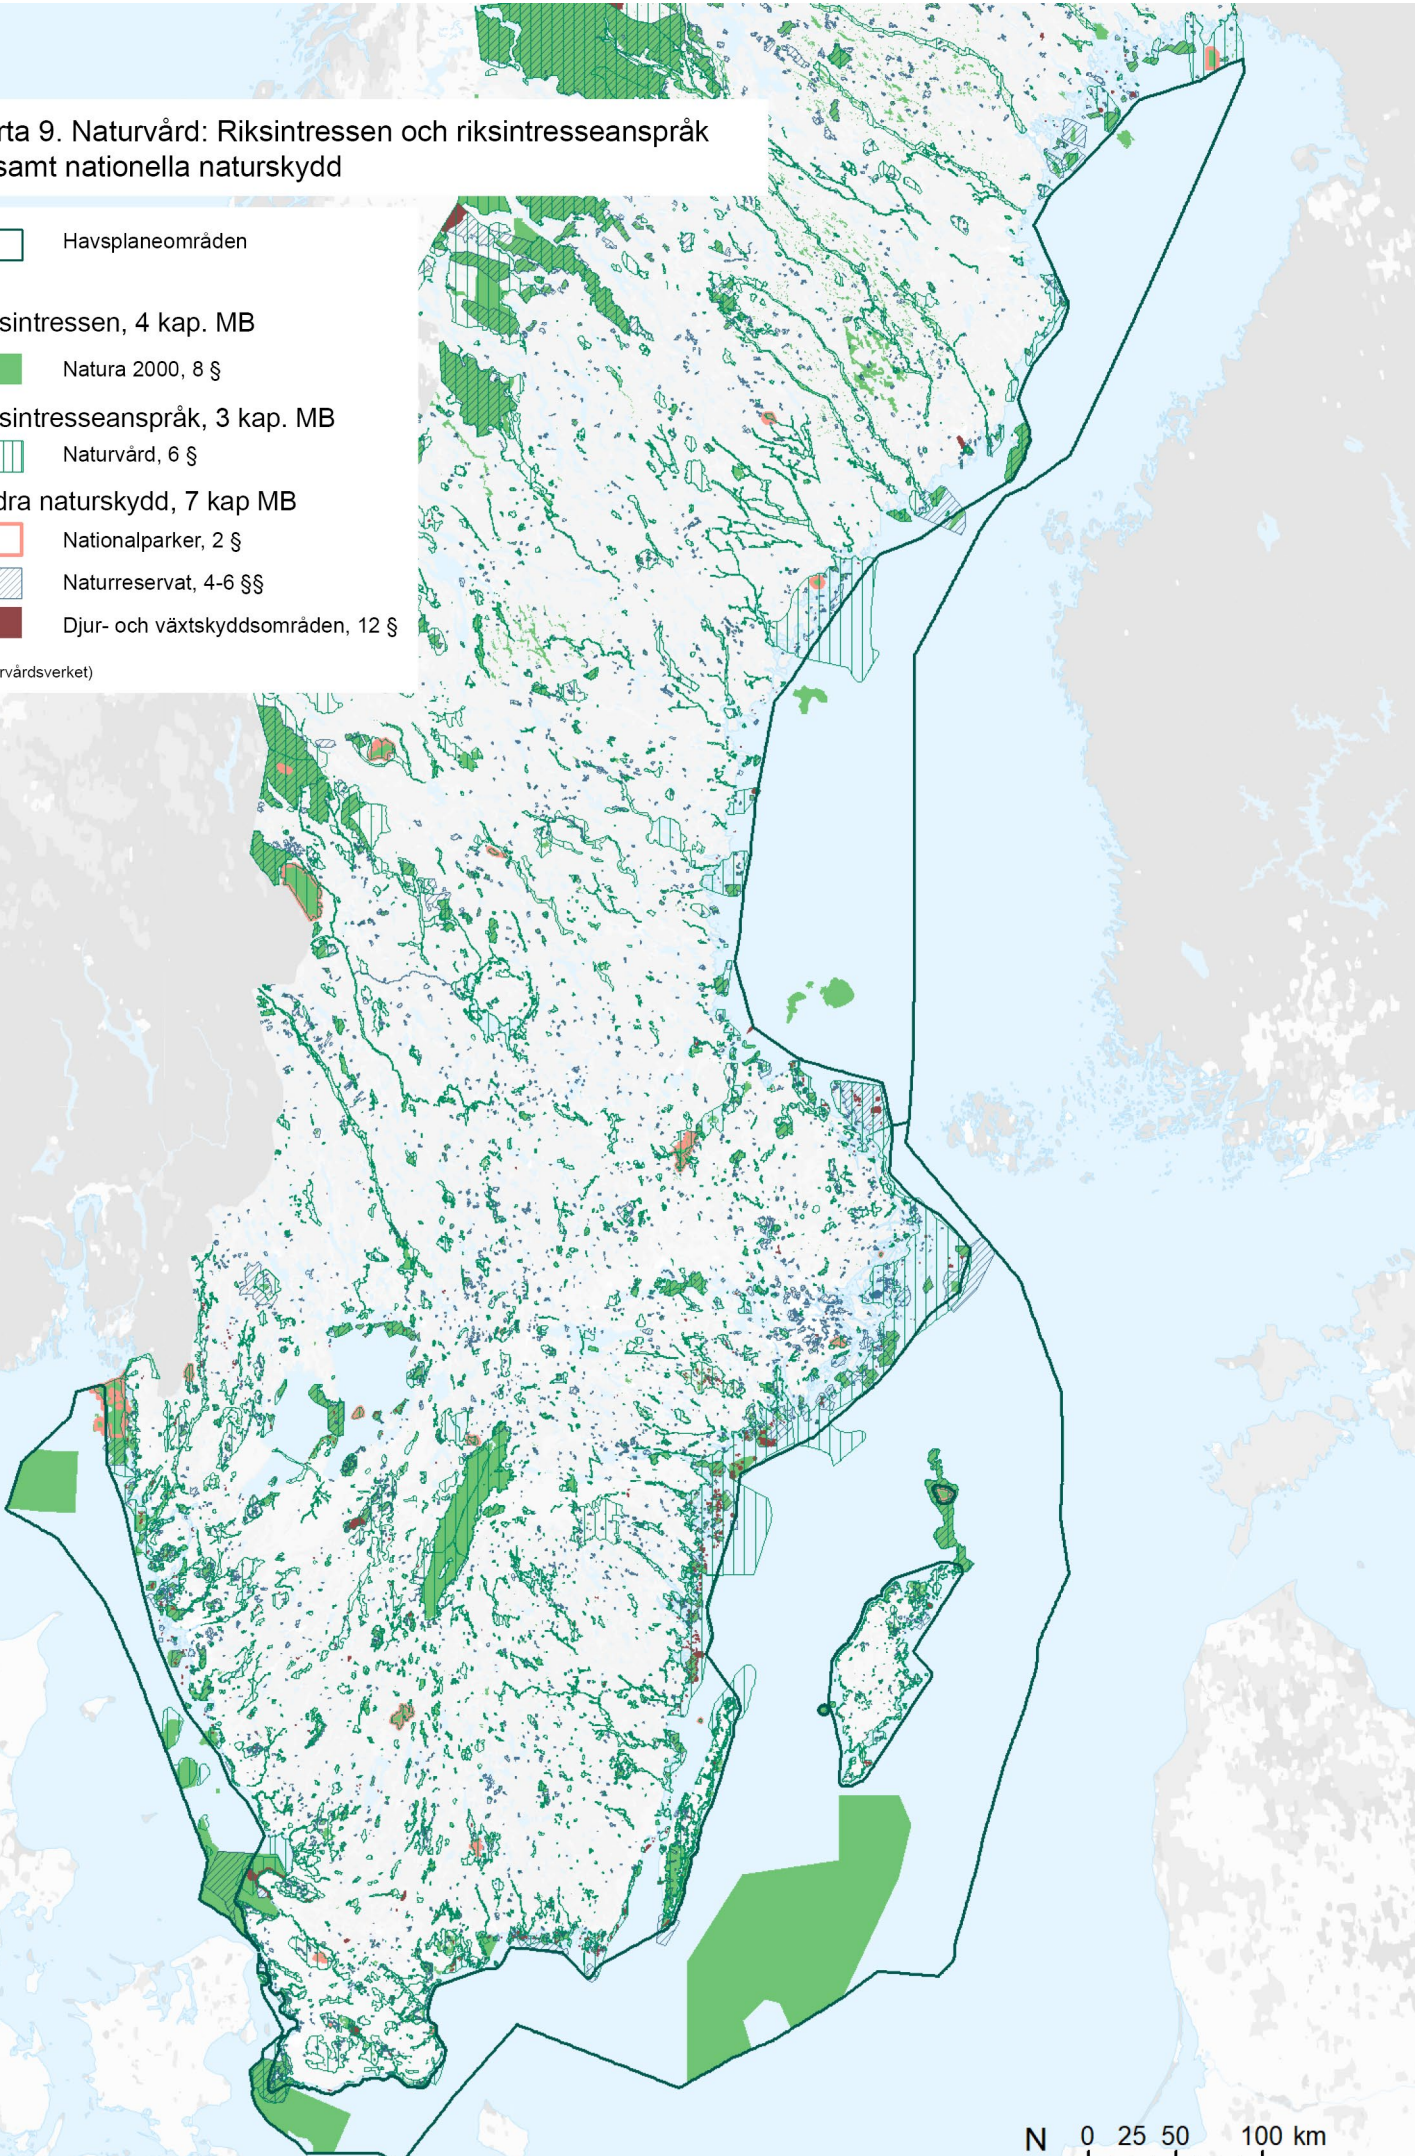 rta 9. Naturvård: Riksintressen och riksintresseanspråk
samt nationella naturskydd
Havsplaneområden
sintressen, 4 kap. MB
Natura 2000, 8 §
sintresseanspråk, 3 kap. MB
Naturvård, 6 §
dra naturskydd, 7 kap MB
Nationalparker, 2 §
Naturreservat, 4-6 §§
Djur- och växtskyddsområden, 12 §
rvårdsverket)
N 0 25 50 100 km